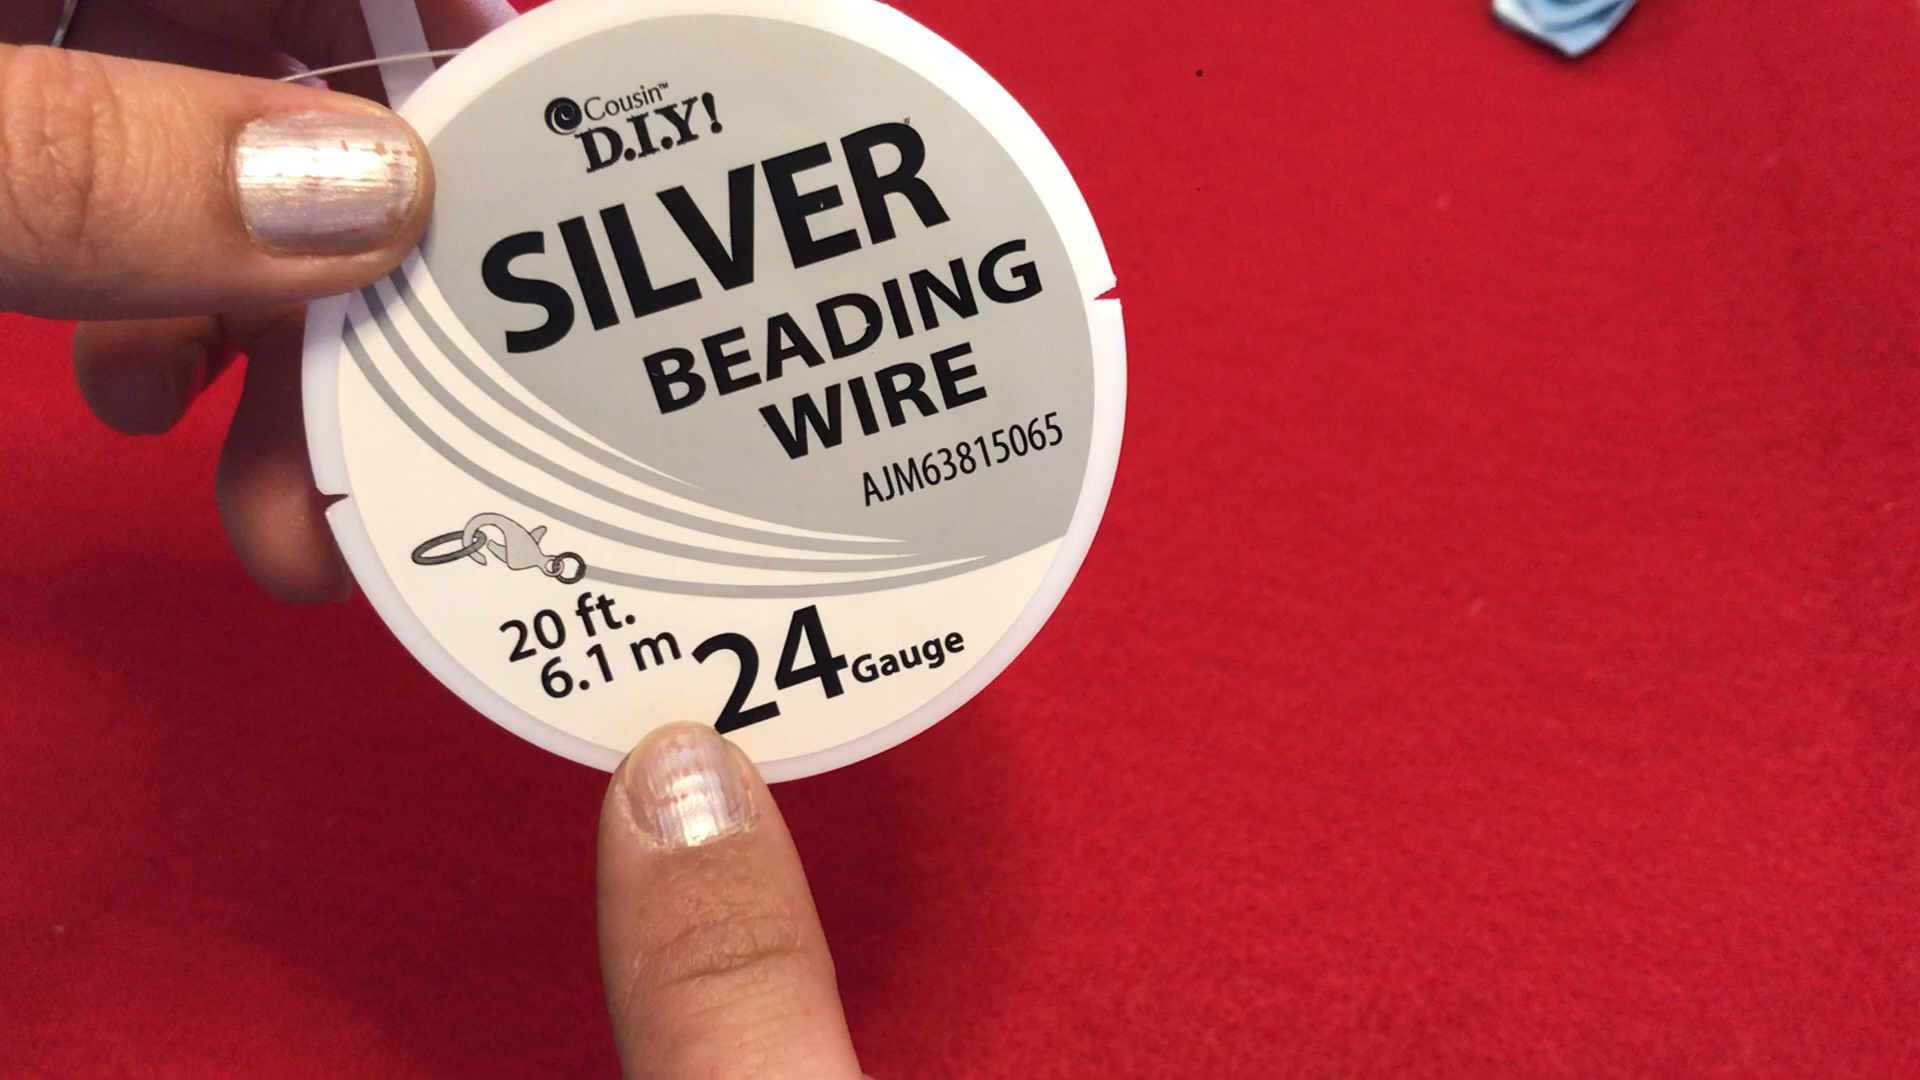 Cousin™
D.I.Y!
SILVER
BEADING
WIRE
AJM63815065
20 ft.
6.1 m
24 Gauge